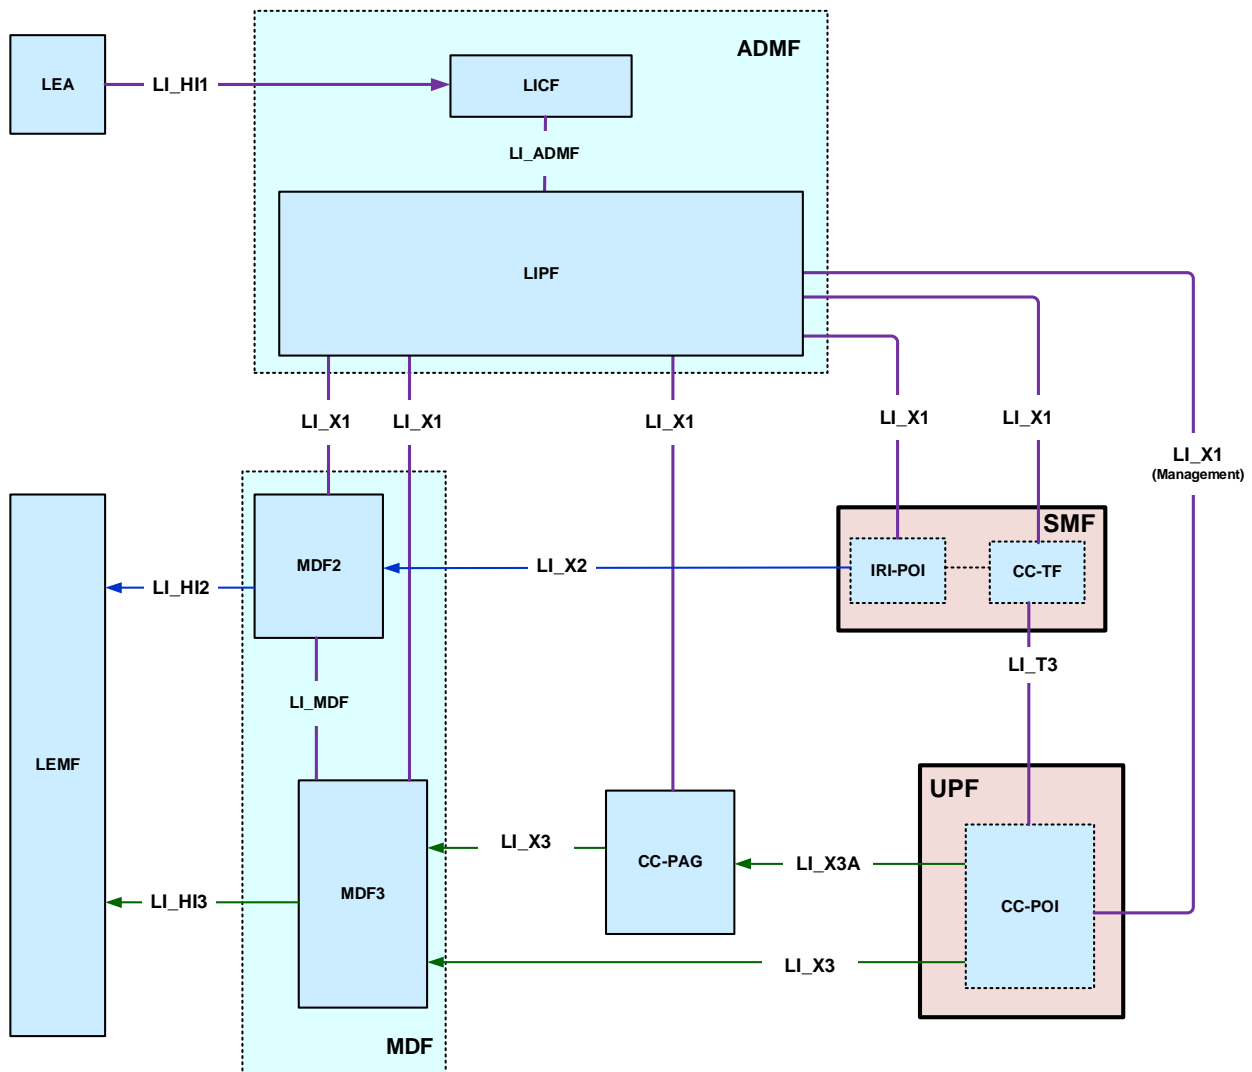 ADMF
LEA
LI_HI1
LICF
LI_ADMF
LIPF
LI_X1
LI_X1
LI_X1
LI_X1
LI_X1
LI_X1
(Management)
SMF
MDF2
LI_X2
IRI-POI
CC-TF
LI_HI2
LI_T3
LI_MDF
LEMF
UPF
LI_X3
CC-PAG
LI_X3A
MDF3
LI_HI3
CC-POI
LI_X3
MDF